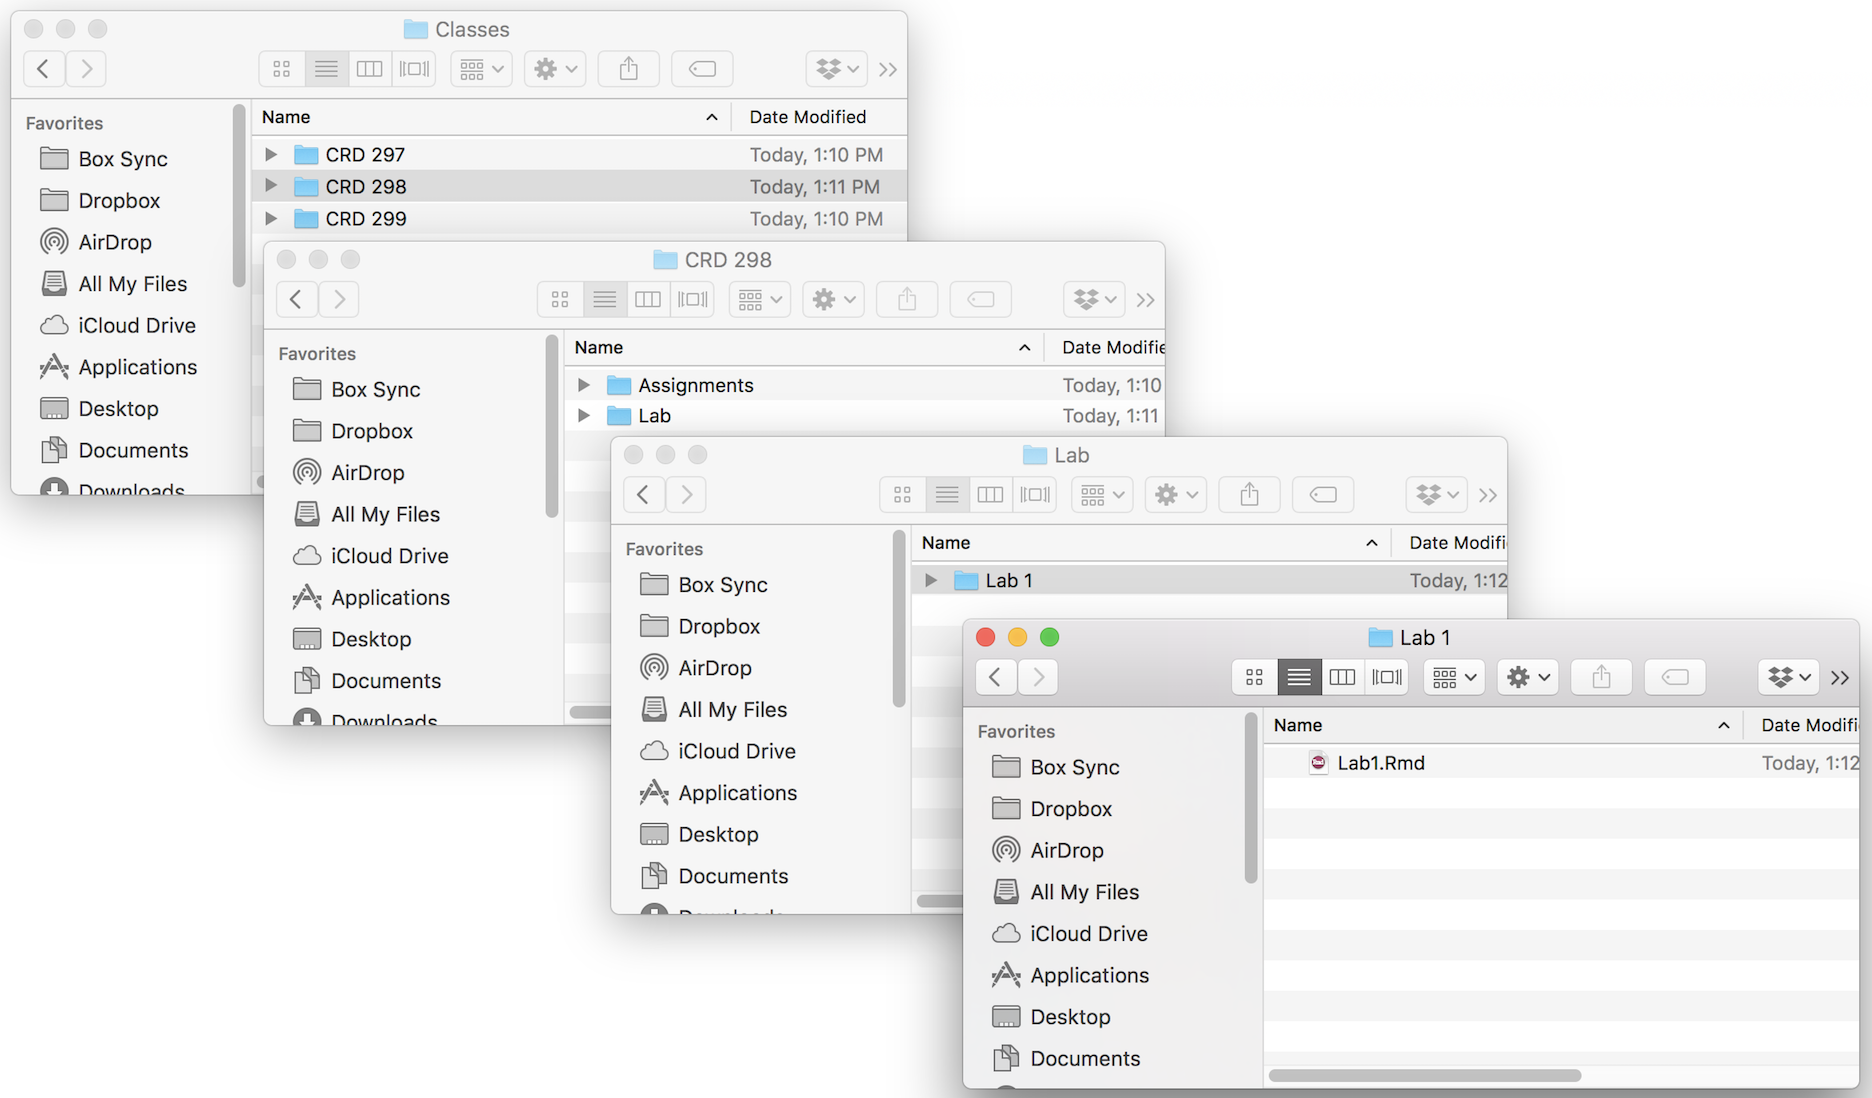 Classes
Favorites
Box Sync
Dropbox
AirDrop
All My Files
iCloud Drive
Applications
Desktop
Documents
Downloads
Name Date Modified
CRD 297 Today, 1:10 PM
CRD 298 Today, 1:11 PM
CRD 299 Today, 1:10 PM
CRD 298
Favorites
Box Sync
Dropbox
AirDrop
All My Files
iCloud Drive
Applications
Desktop
Documents
Downloads
Name Date Modifie
Assignments Today, 1:10
Lab Today, 1:11
Lab
Favorites
Box Sync
Dropbox
AirDrop
All My Files
iCloud Drive
Applications
Desktop
Documents
Name Date Modifi
Lab 1 Today, 1:12
Lab 1
Favorites
Box Sync
Dropbox
AirDrop
All My Files
iCloud Drive
Applications
Desktop
Documents
Name Date Modifi
Lab1.Rmd Today, 1:12